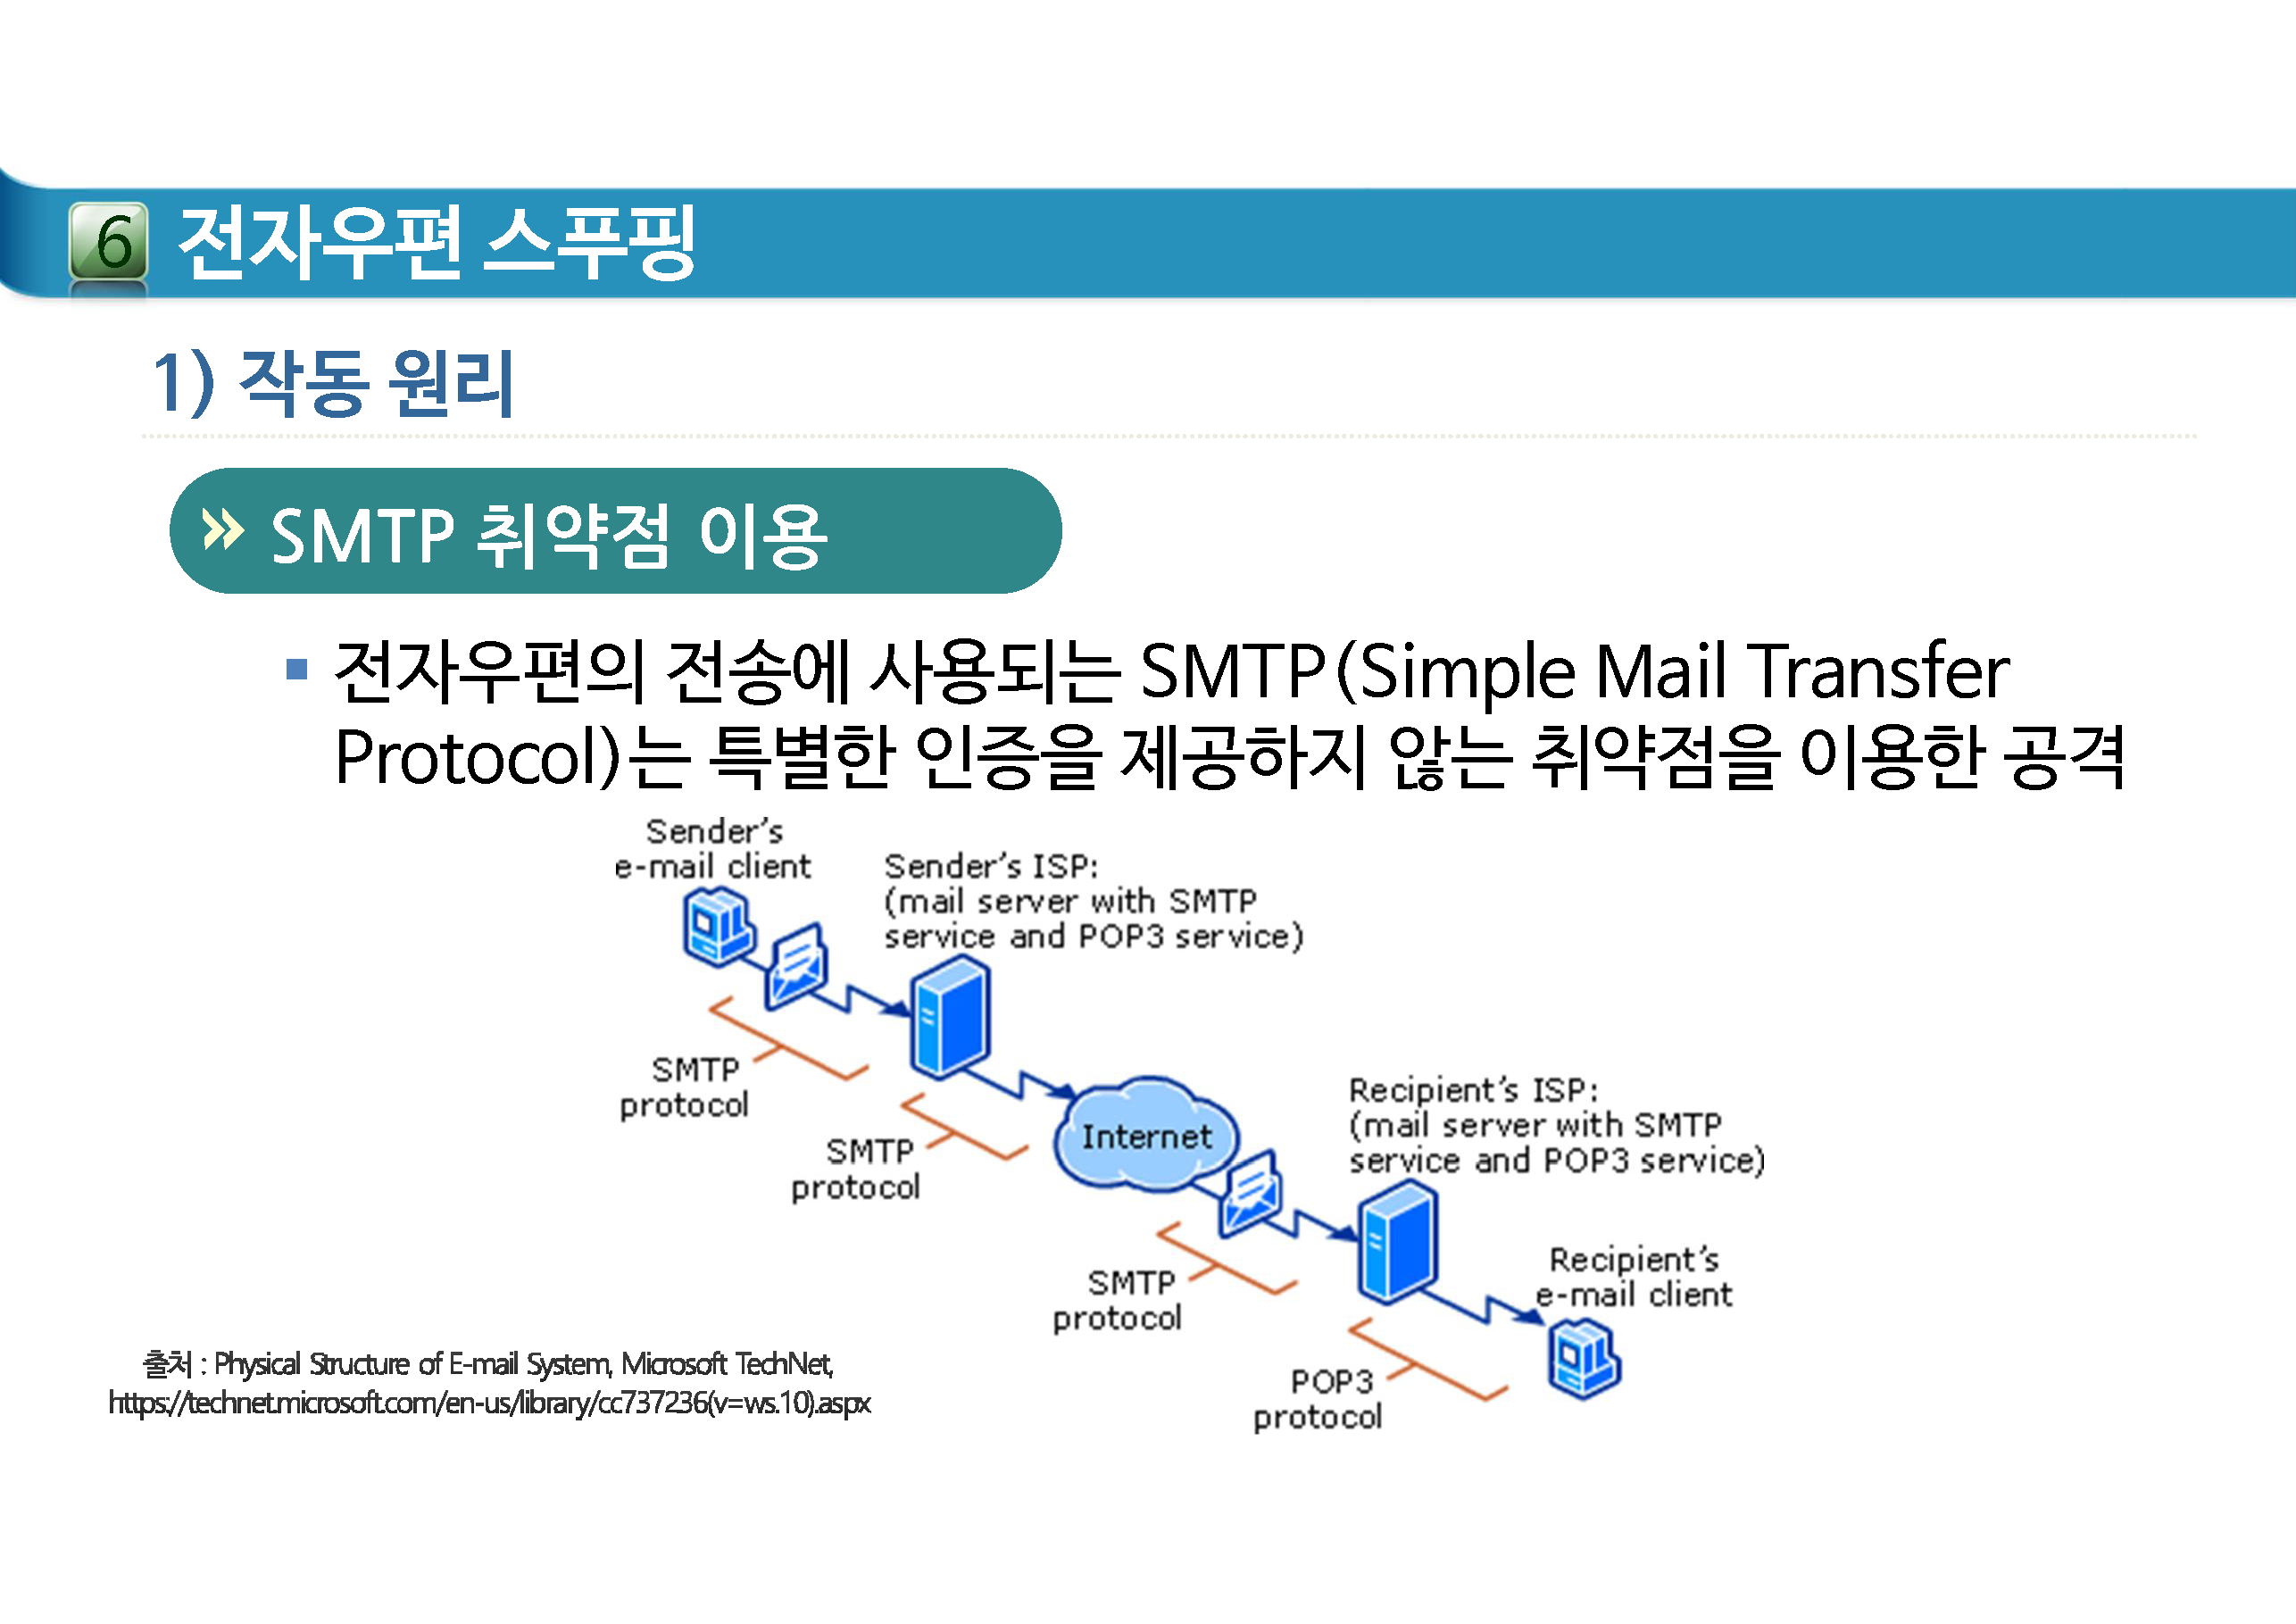 6 전자우편 스푸핑
1) 작동 원리
» SMTP 취약점 이용
▪ 전자우편의 전송에 사용되는 SMTP(Simple Mail Transfer
Protocol)는 특별한 인증을 제공하지 않는 취약점을 이용한 공격
Sender's
e-mail client
Sender's ISP:
(mail server with SMTP
service and POP3 service)
SMTP
protocol
SMTP
protocol
Internet
Recipient's ISP:
(mail server with SMTP
service and POP3 service)
SMTP
protocol
Recipient's
e-mail client
POP3
protocol
출처 : Physical Structure of E-mail System, Microsoft TechNet,
https://technet.microsoft.com/en-us/library/cc737236(v=ws.10).aspx